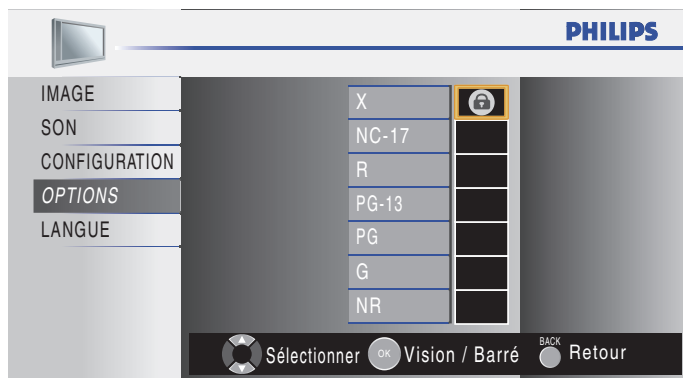 PHILIPS
IMAGE
SON
CONFIGURATION
OPTIONS
LANGUE
X
NC-17
R
PG-13
PG
G
NR
Sélectionner OK Vision / Barré BACK Retour